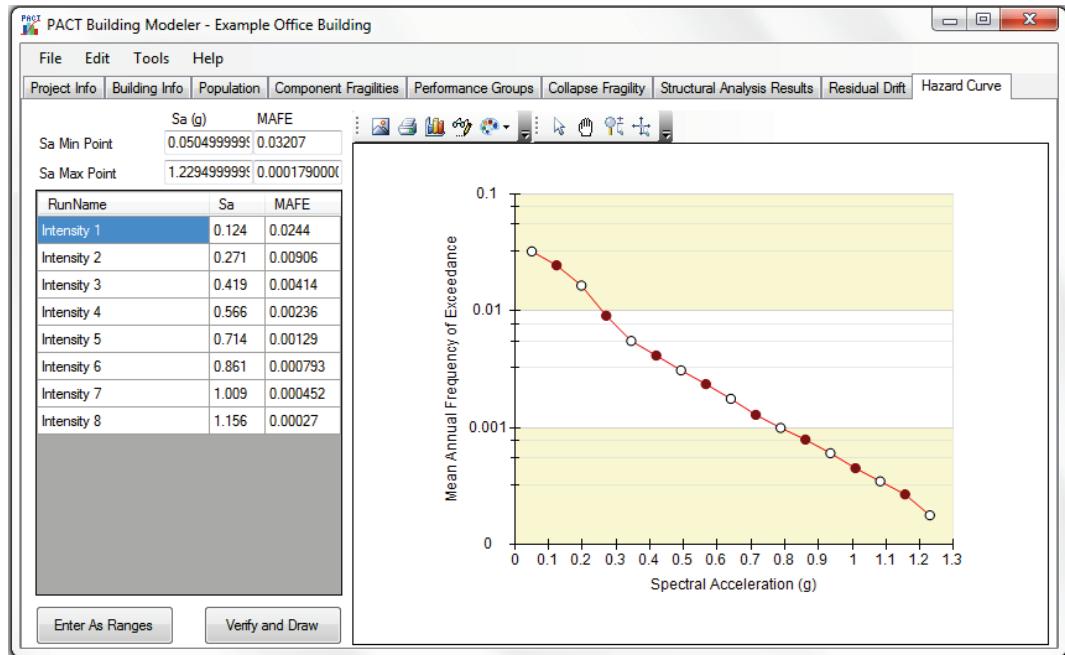 PACT PACT Building Modeler - Example Office Building
File Edit Tools Help
Project Info Building Info Population Component Fragilities Performance Groups Collapse Fragility Structural Analysis Results Residual Drift Hazard Curve
Sa (g) MAFE
Sa Min Point 0.0504999999 0.03207
Sa Max Point 1.2294999999 0.0001790000
RunName Sa MAFE
Intensity 1 0.124 0.0244
Intensity 2 0.271 0.00906
Intensity 3 0.419 0.00414
Intensity 4 0.566 0.00236
Intensity 5 0.714 0.00129
Intensity 6 0.861 0.000793
Intensity 7 1.009 0.000452
Intensity 8 1.156 0.00027
Enter As Ranges Verify and Draw
Mean Annual Frequency of Exceedance
0.1
0.01
0.001
0
0 0.1 0.2 0.3 0.4 0.5 0.6 0.7 0.8 0.9 1 1.1 1.2 1.3
Spectral Acceleration (g)